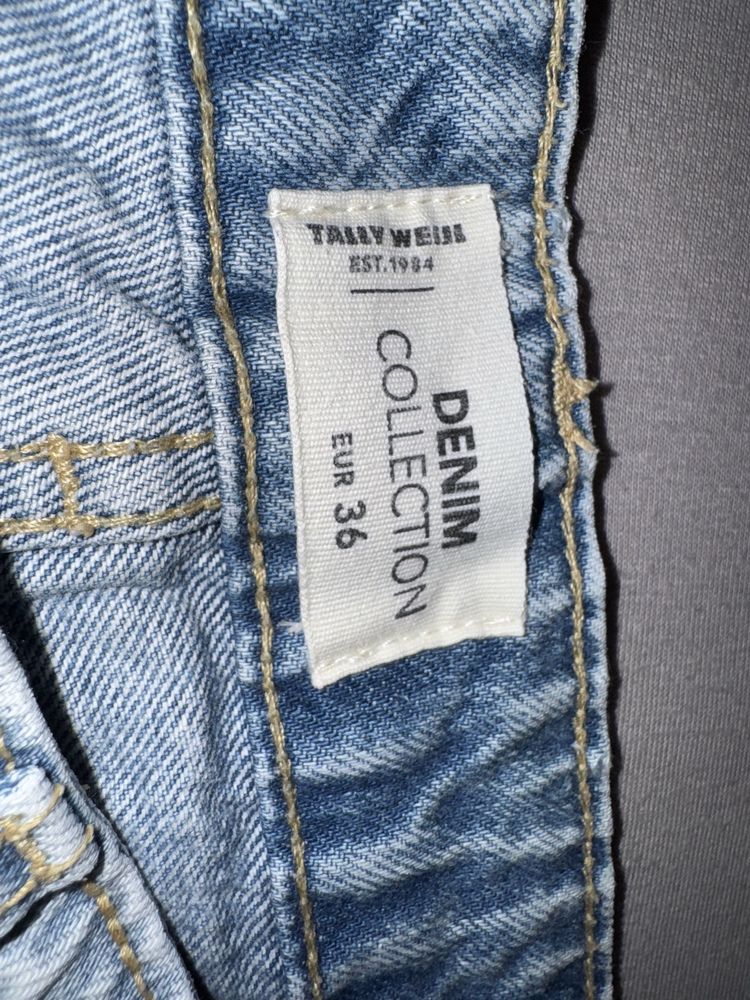 TALLY WEiJL
EST.1984
DENIM
COLLECTION
EUR 36